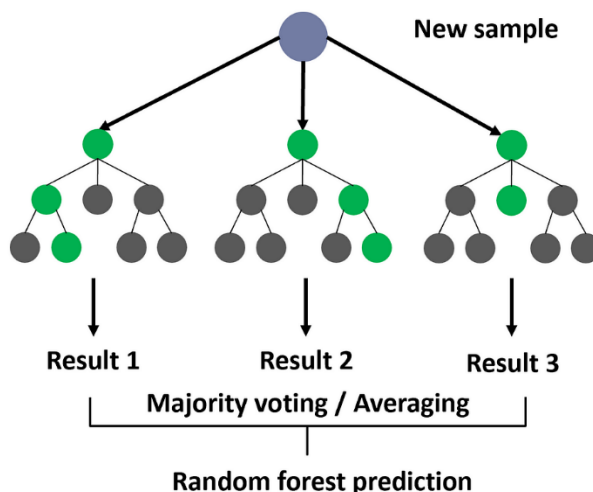 New sample
Result 1
Result 2
Result 3
Majority voting / Averaging
Random forest prediction